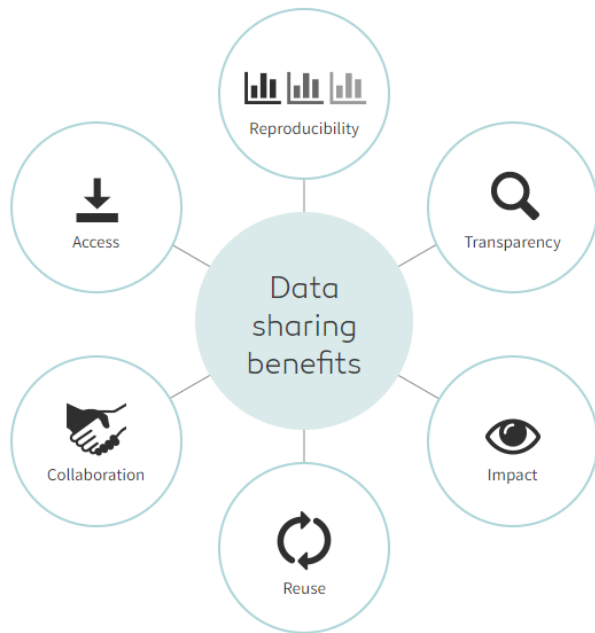 Reproducibility
Access
Transparency
Data
sharing
benefits
Collaboration
Impact
Reuse